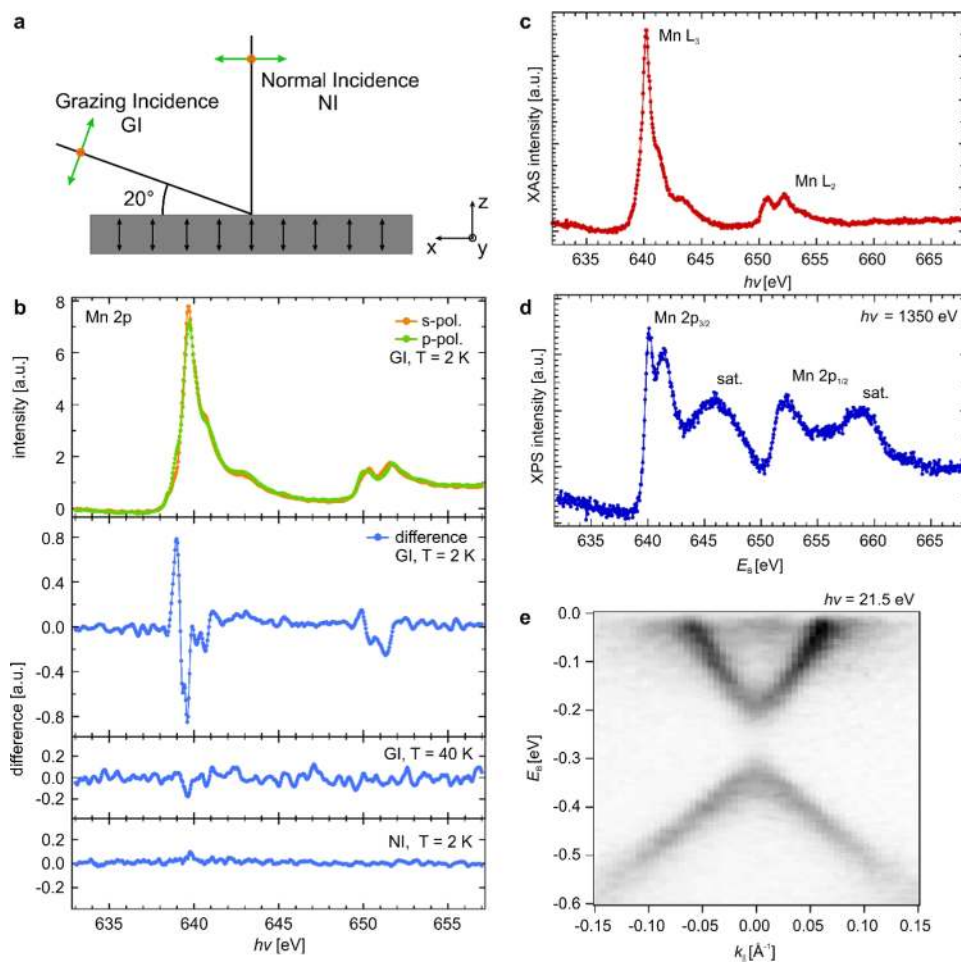 a
Normal Incidence
NI
Grazing Incidence
GI
20°
z
x
y
b
8
6
4
2
0
intensity [a.u.]
Mn 2p
s-pol.
p-pol.
GI, T = 2 K
difference
GI, T = 2 K
0.8
0.4
0.0
-0.4
-0.8
difference [a.u.]
GI, T = 40 K
0.2
0.0
-0.2
NI, T = 2 K
0.2
0.0
-0.2
635 640 645 650 655
hν [eV]
c
XAS intensity [a.u.]
Mn L₃
Mn L₂
635 640 645 650 655 660 665
hν [eV]
d
hν = 1350 eV
XPS intensity [a.u.]
Mn 2p₃/₂
sat.
Mn 2p₁/₂
sat.
635 640 645 650 655 660 665
E_B [eV]
e
hν = 21.5 eV
0.0
-0.1
-0.2
-0.3
-0.4
-0.5
-0.6
E_B [eV]
-0.15 -0.10 -0.05 0.00 0.05 0.10 0.15
k_∥ [Å⁻¹]